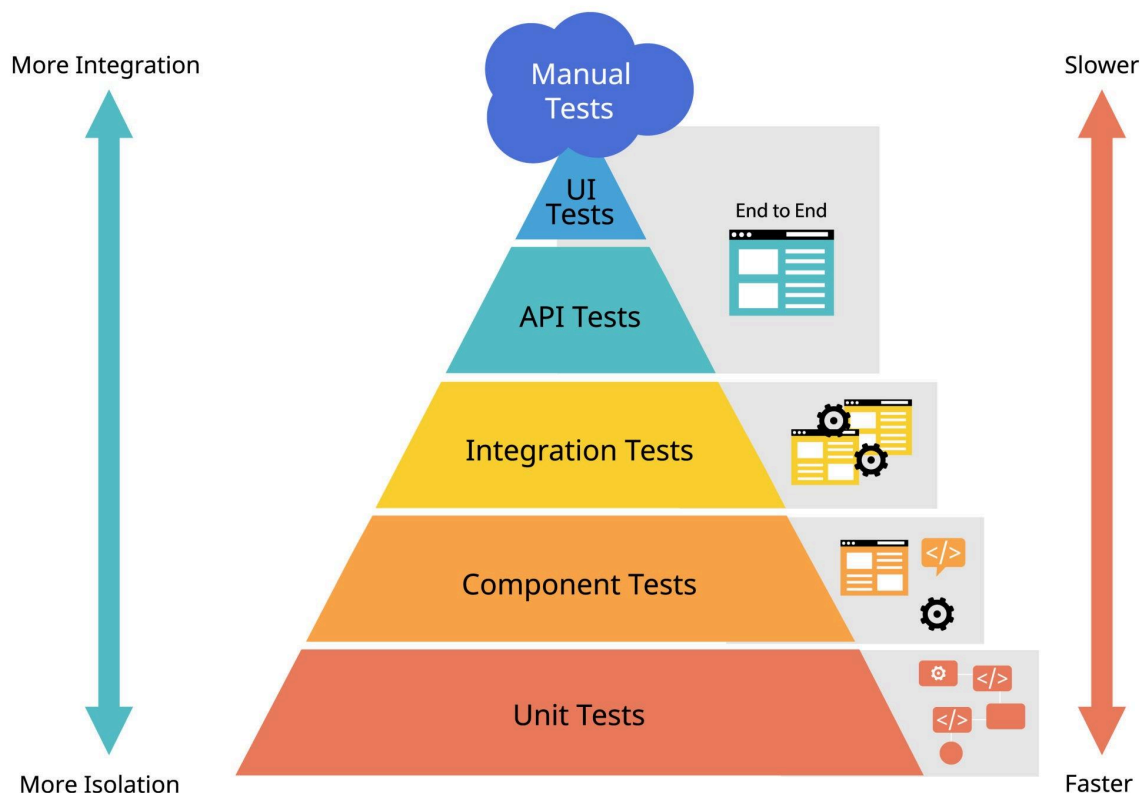 More Integration
Slower
Manual
Tests
UI
Tests
End to End
API Tests
Integration Tests
Component Tests
</>
Unit Tests
</>
</>
More Isolation
Faster